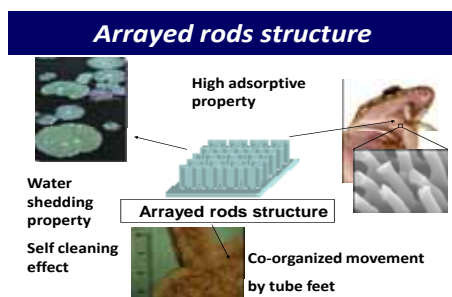 Arrayed rods structure
High adsorptive
property
Water
shedding
property
Self cleaning
effect
Arrayed rods structure
Co-organized movement
by tube feet